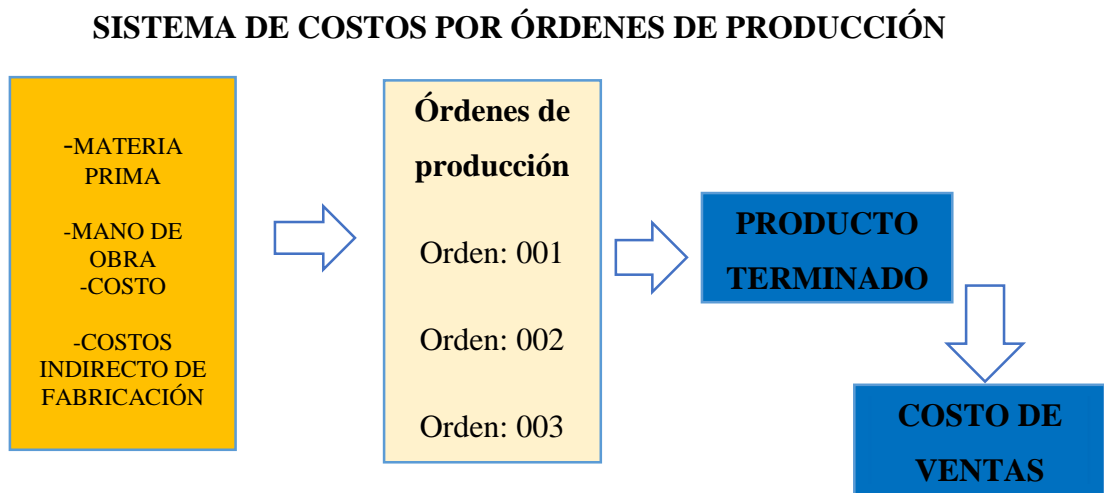 SISTEMA DE COSTOS POR ÓRDENES DE PRODUCCIÓN
-MATERIA
PRIMA
-MANO DE
OBRA
-COSTO
-COSTOS
INDIRECTO DE
FABRICACIÓN
Órdenes de
producción
Orden: 001
Orden: 002
Orden: 003
PRODUCTO
TERMINADO
COSTO DE
VENTAS